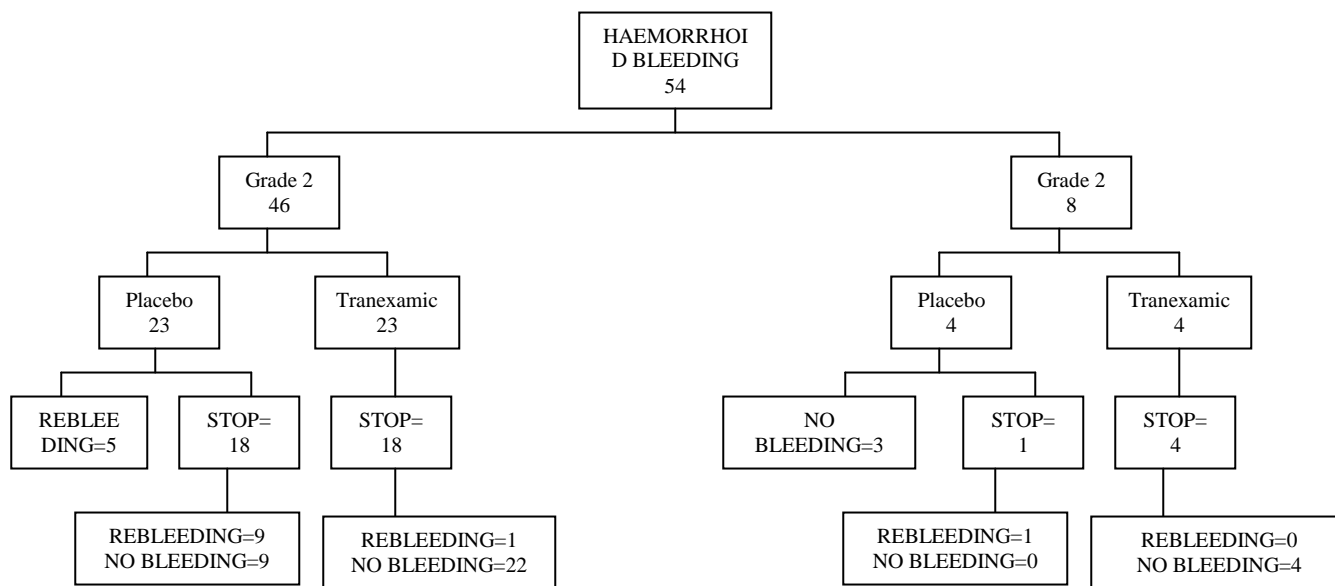 HAEMORRHOI
D BLEEDING
54
Grade 2
46
Grade 2
8
Placebo
23
Tranexamic
23
Placebo
4
Tranexamic
4
REBLEE
DING=5
STOP=
18
STOP=
18
NO
BLEEDING=3
STOP=
1
STOP=
4
REBLEEDING=9
NO BLEEDING=9
REBLEEDING=1
NO BLEEDING=22
REBLEEDING=1
NO BLEEDING=0
REBLEEDING=0
NO BLEEDING=4